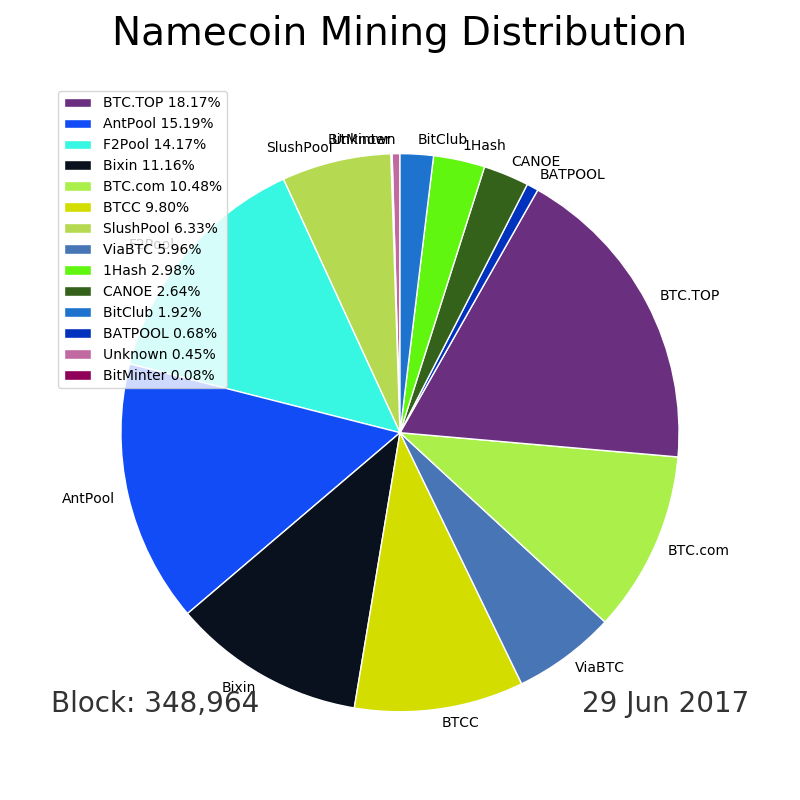 Namecoin Mining Distribution
BTC.TOP 18.17%
AntPool 15.19%
F2Pool 14.17%
Bixin 11.16%
BTC.com 10.48%
BTCC 9.80%
SlushPool 6.33%
ViaBTC 5.96%
1Hash 2.98%
CANOE 2.64%
BitClub 1.92%
BATPOOL 0.68%
Unknown 0.45%
BitMinter 0.08%
SlushPool
BitMinter
Unknown
BitClub
1Hash
CANOE
BATPOOL
F2Pool
BTC.TOP
AntPool
BTC.com
ViaBTC
Bixin
BTCC
Block: 348,964
29 Jun 2017